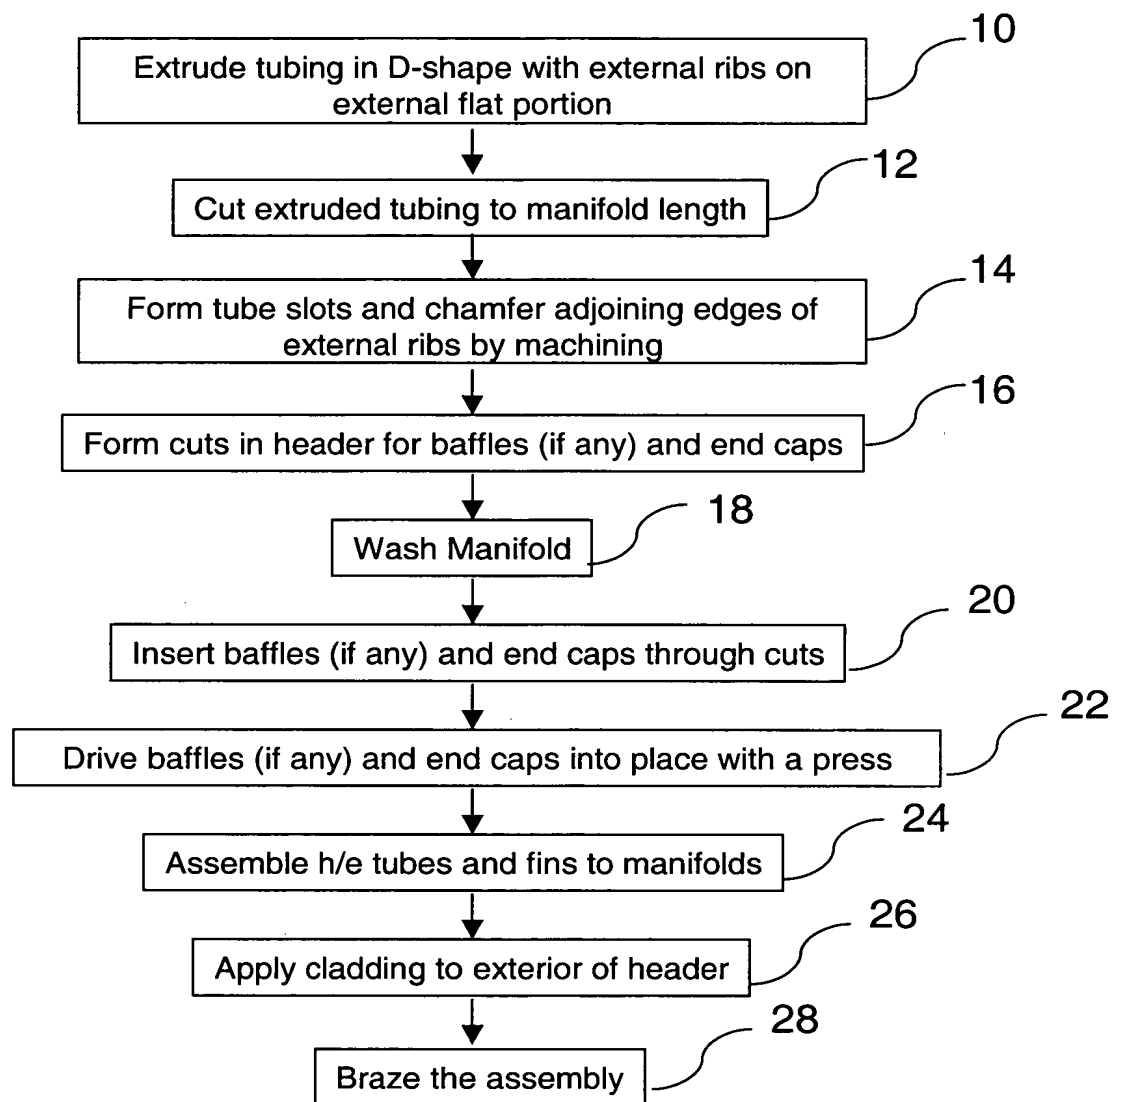 10
Extrude tubing in D-shape with external ribs on
external flat portion
12
Cut extruded tubing to manifold length
14
Form tube slots and chamfer adjoining edges of
external ribs by machining
16
Form cuts in header for baffles (if any) and end caps
18
Wash Manifold
20
Insert baffles (if any) and end caps through cuts
22
Drive baffles (if any) and end caps into place with a press
24
Assemble h/e tubes and fins to manifolds
26
Apply cladding to exterior of header
28
Braze the assembly